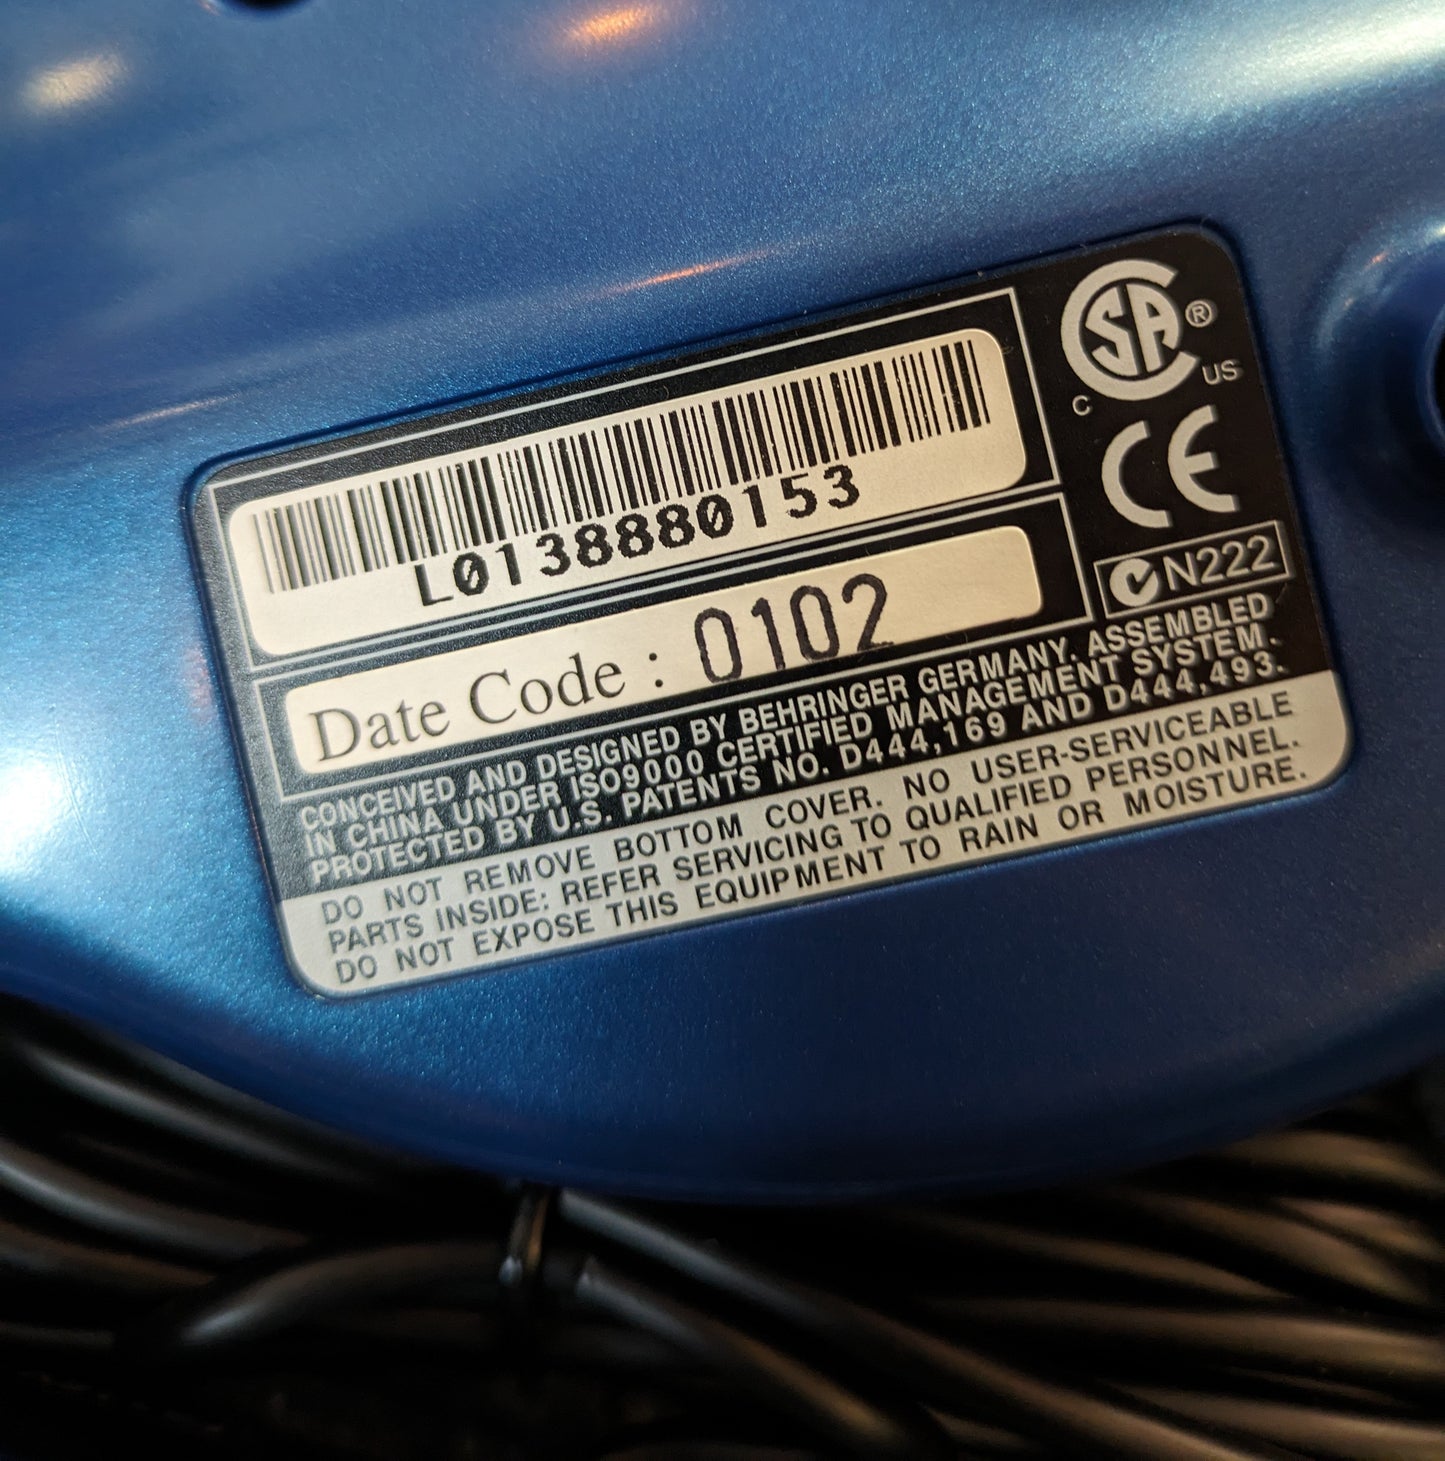 L0138880153
Date Code : 0102
CSA®
C US
CE
N222
CONCEIVED AND DESIGNED BY BEHRINGER GERMANY. ASSEMBLED
IN CHINA UNDER ISO9000 CERTIFIED MANAGEMENT SYSTEM.
PROTECTED BY U.S. PATENTS NO. D444,169 AND D444,493.
DO NOT REMOVE BOTTOM COVER. NO USER-SERVICEABLE
PARTS INSIDE: REFER SERVICING TO QUALIFIED PERSONNEL.
DO NOT EXPOSE THIS EQUIPMENT TO RAIN OR MOISTURE.